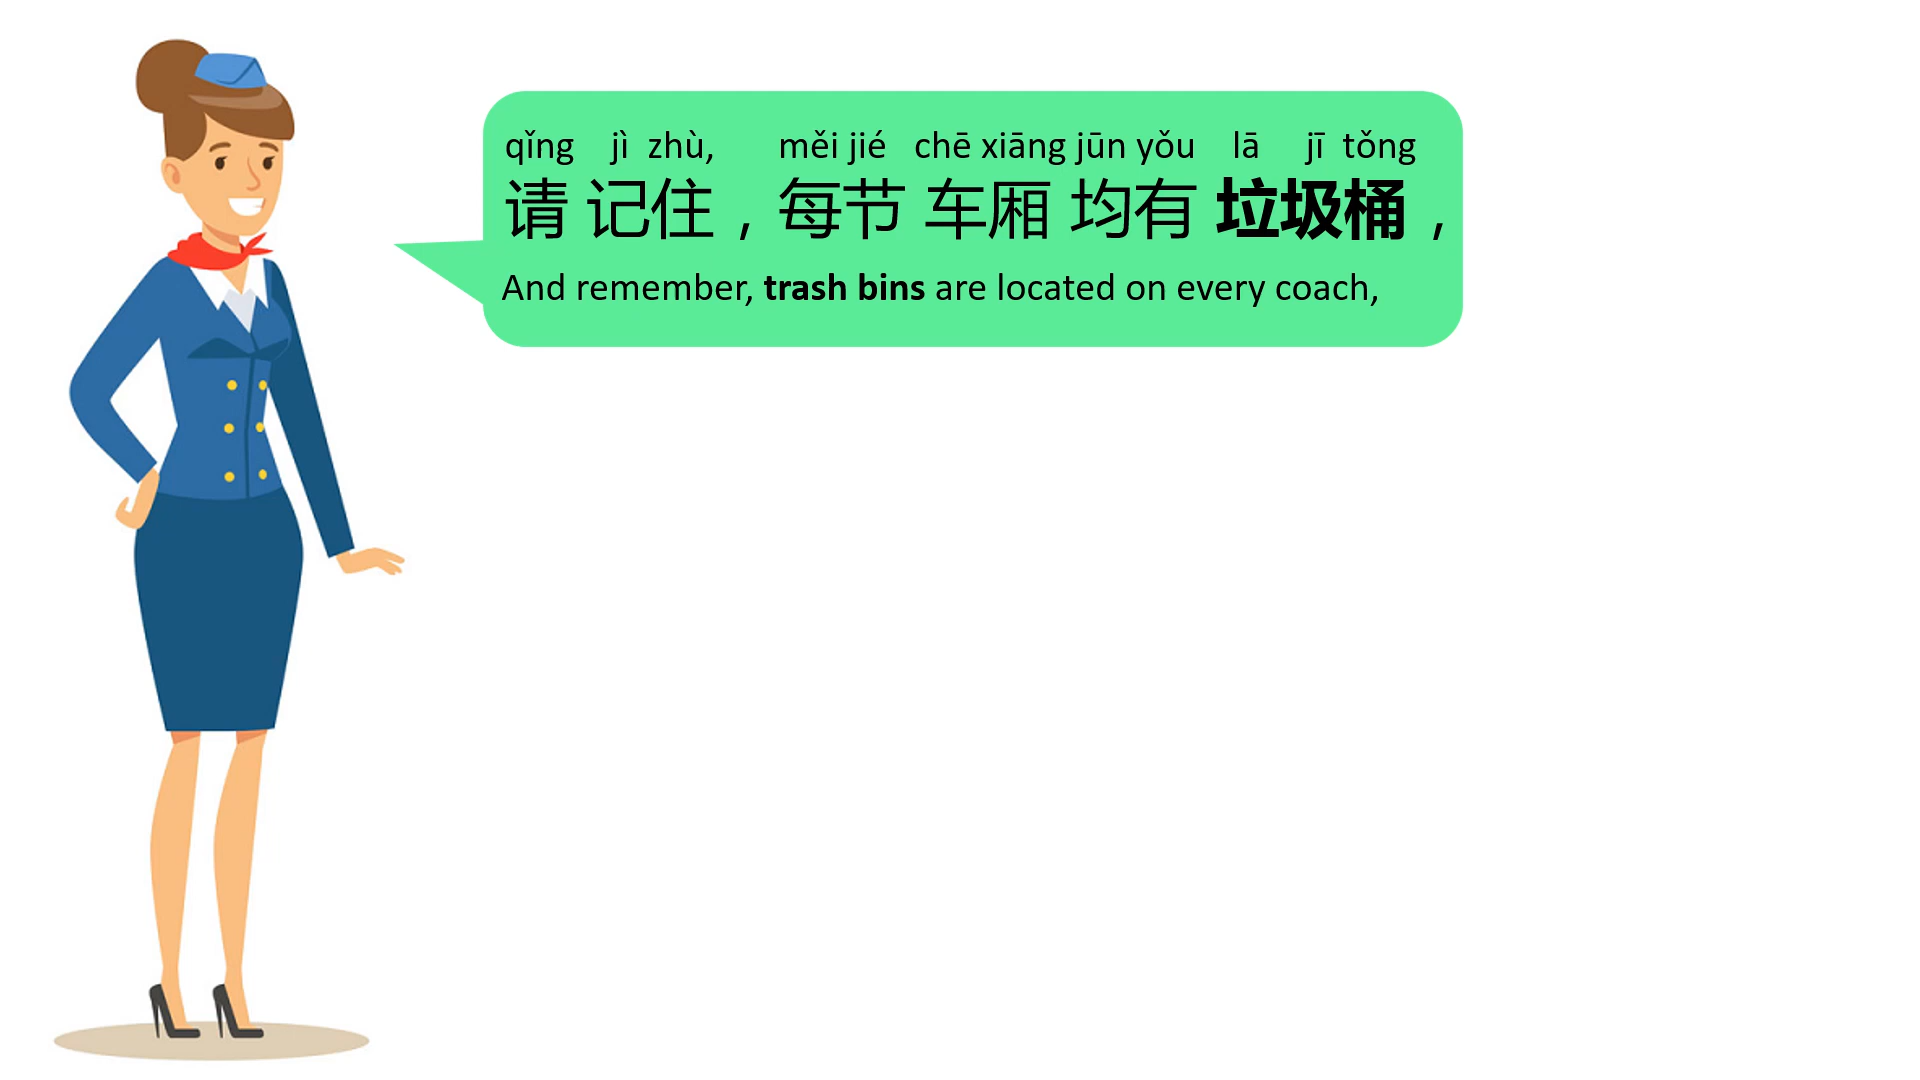 qǐng jì zhù, měi jié chē xiāng jūn yǒu lā jī tǒng
请 记住，每节 车厢 均有 垃圾桶，
And remember, trash bins are located on every coach,